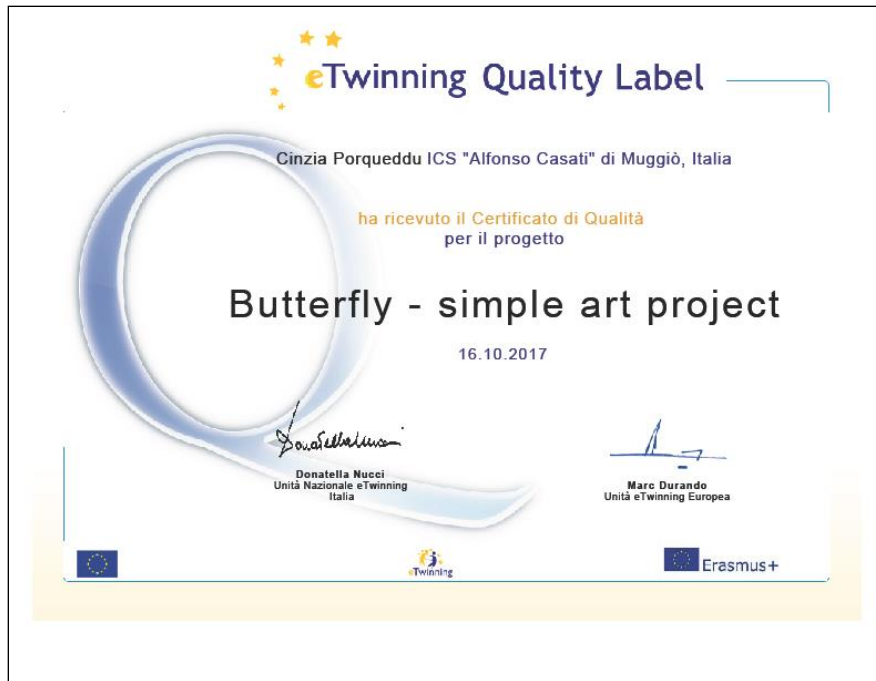 eTwinning Quality Label
Cinzia Porqueddu ICS "Alfonso Casati" di Muggiò, Italia
ha ricevuto il Certificato di Qualità
per il progetto
Butterfly - simple art project
16.10.2017
Donatella Nucci
Unità Nazionale eTwinning
Italia
Marc Durando
Unità eTwinning Europea
eTwinning
Erasmus+